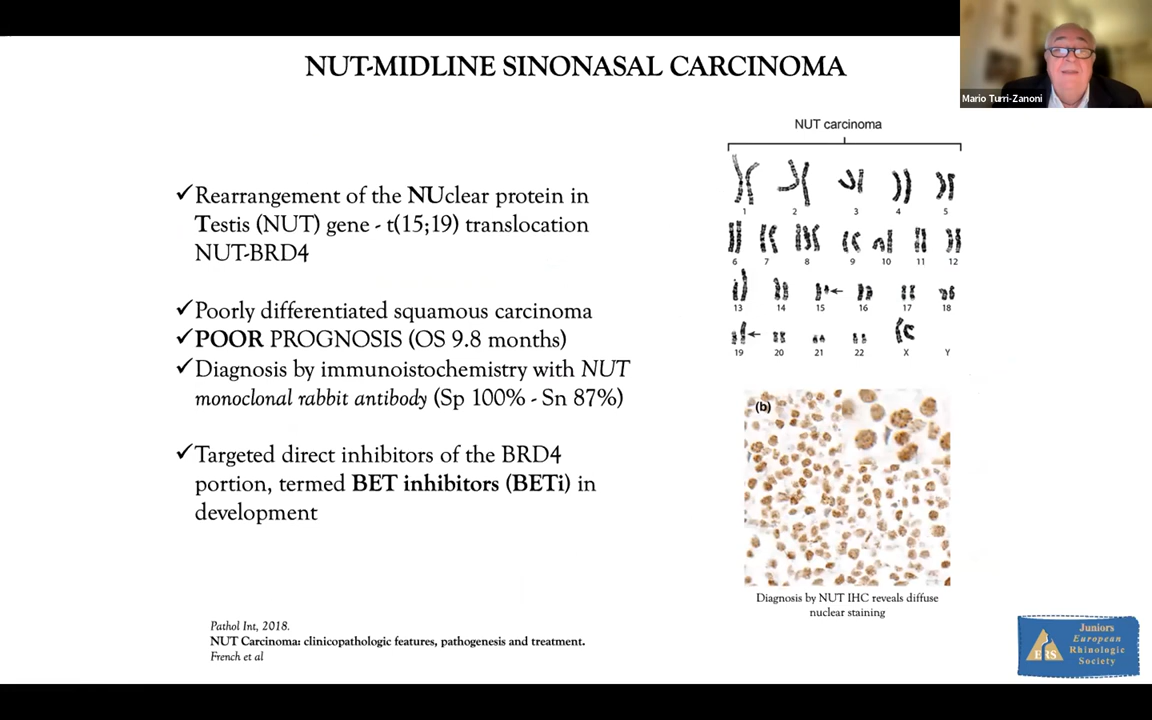 NUT-MIDLINE SINONASAL CARCINOMA
Mario Turri-Zanoni
✓Rearrangement of the NUclear protein in
Testis (NUT) gene - t(15;19) translocation
NUT-BRD4
✓Poorly differentiated squamous carcinoma
✓POOR PROGNOSIS (OS 9.8 months)
✓Diagnosis by immunoistochemistry with NUT
monoclonal rabbit antibody (Sp 100% - Sn 87%)
✓Targeted direct inhibitors of the BRD4
portion, termed BET inhibitors (BETi) in
development
Pathol Int, 2018.
NUT Carcinoma: clinicopathologic features, pathogenesis and treatment.
French et al
NUT carcinoma
1 2 3 4 5
6 7 8 9 10 11 12
13 14 15 16 17 18
19 20 21 22 X Y
(b)
Diagnosis by NUT IHC reveals diffuse
nuclear staining
ERS
Juniors
European
Rhinologic
Society